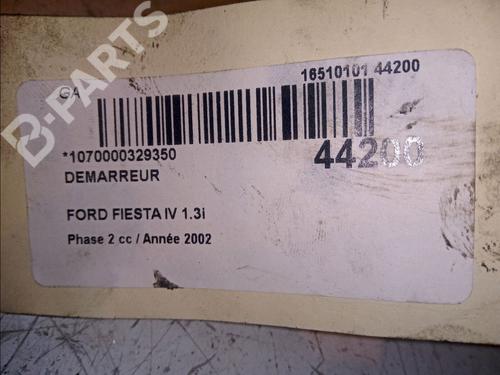 B-PARTS
GA
16510101 44200
*1070000329350
44200
DEMARREUR
FORD FIESTA IV 1.3i
Phase 2 cc / Année 2002